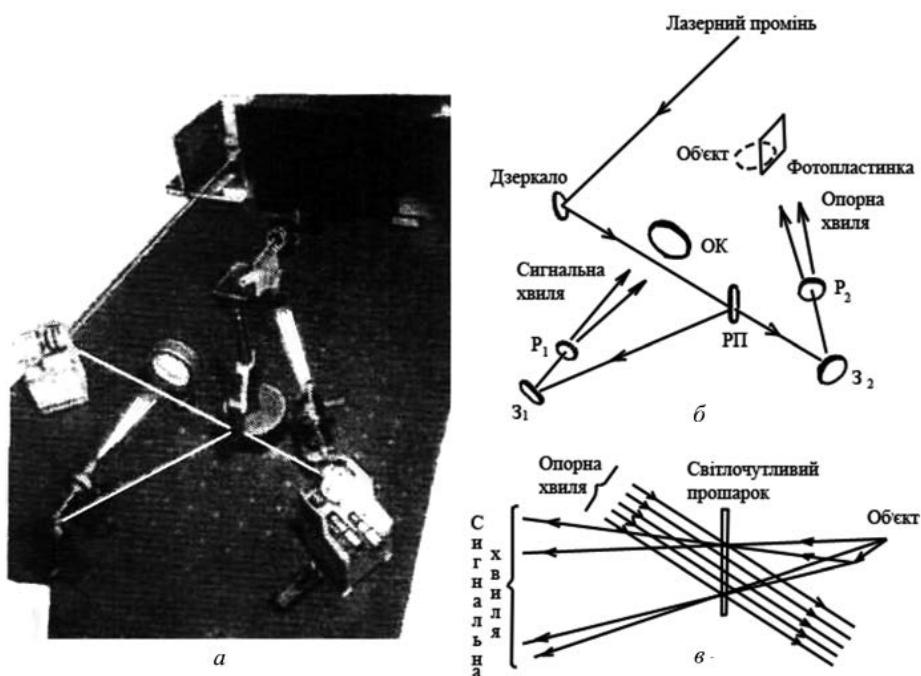 Лазерний промінь
Об'єкт
Фотопластинка
Дзеркало
Опорна
хвиля
ОК
Сигнальна
хвиля
Р₂
Р₁
РП
З₁
З₂
б
Опорна
хвиля
Світлочутливий
прошарок
Об'єкт
Сигнальна
хвиля
а
в